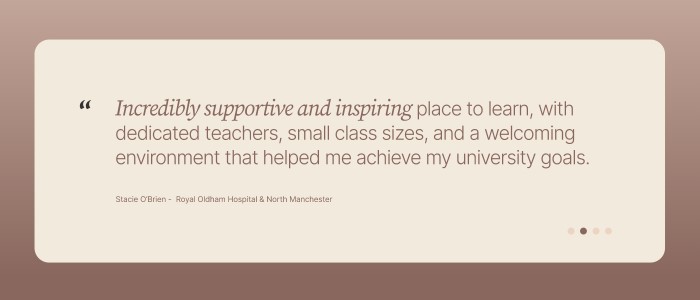 “ Incredibly supportive and inspiring place to learn, with
dedicated teachers, small class sizes, and a welcoming
environment that helped me achieve my university goals.
Stacie O'Brien - Royal Oldham Hospital & North Manchester